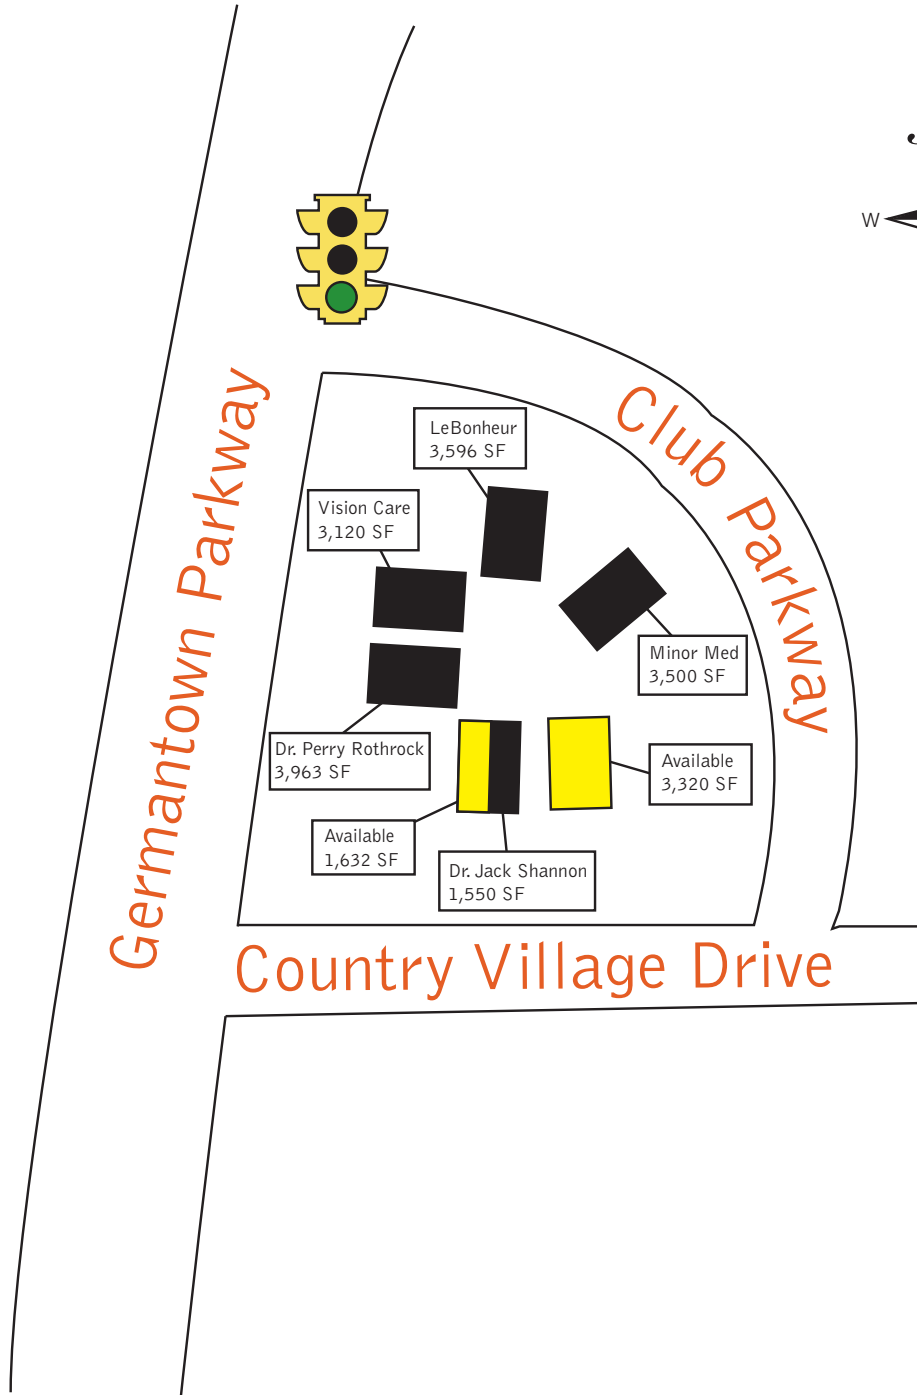 W
Germantown Parkway
Club Parkway
LeBonheur
3,596 SF
Vision Care
3,120 SF
Minor Med
3,500 SF
Dr. Perry Rothrock
3,963 SF
Available
3,320 SF
Available
1,632 SF
Dr. Jack Shannon
1,550 SF
Country Village Drive